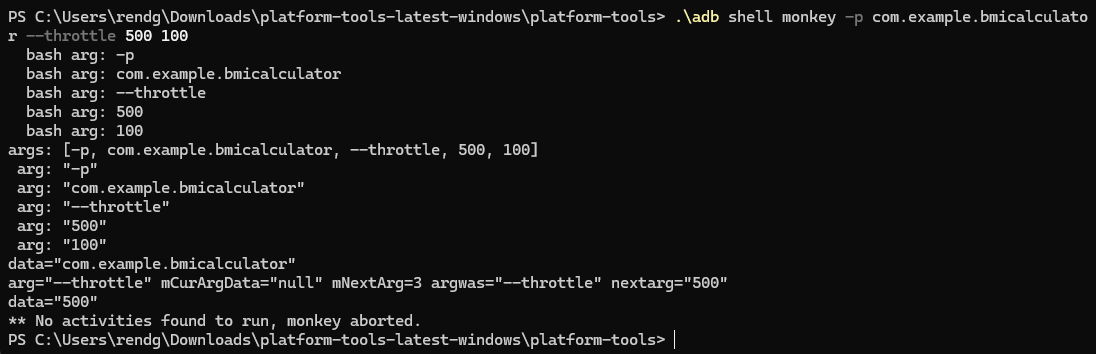 PS C:\Users\rendg\Downloads\platform-tools-latest-windows\platform-tools> .\adb shell monkey -p com.example.bmicalculato
r --throttle 500 100
  bash arg: -p
  bash arg: com.example.bmicalculator
  bash arg: --throttle
  bash arg: 500
  bash arg: 100
args: [-p, com.example.bmicalculator, --throttle, 500, 100]
 arg: "-p"
 arg: "com.example.bmicalculator"
 arg: "--throttle"
 arg: "500"
 arg: "100"
data="com.example.bmicalculator"
arg="--throttle" mCurArgData="null" mNextArg=3 argwas="--throttle" nextarg="500"
data="500"
** No activities found to run, monkey aborted.
PS C:\Users\rendg\Downloads\platform-tools-latest-windows\platform-tools>